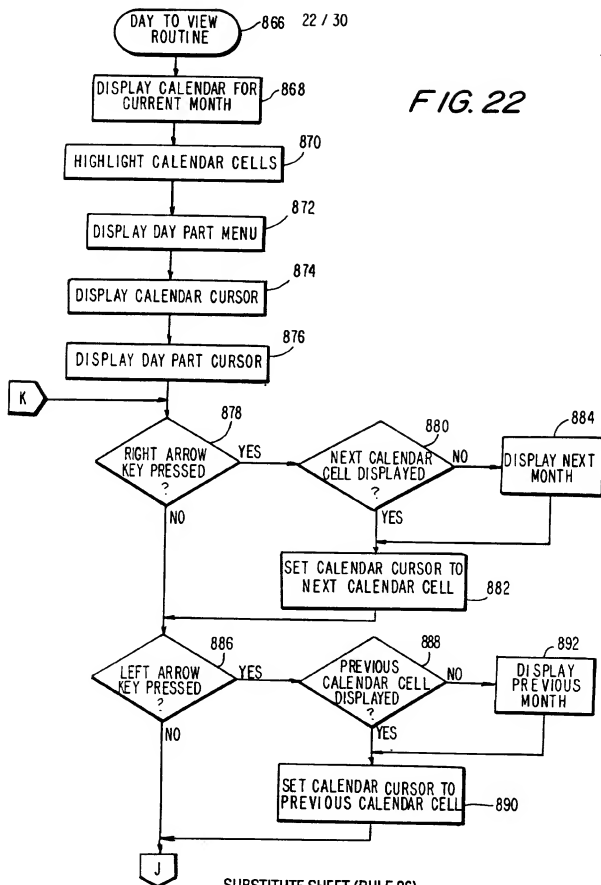 DAY TO VIEW
ROUTINE
866
22 / 30
FIG. 22
DISPLAY CALENDAR FOR
CURRENT MONTH
868
870
HIGHLIGHT CALENDAR CELLS
872
DISPLAY DAY PART MENU
874
DISPLAY CALENDAR CURSOR
876
DISPLAY DAY PART CURSOR
K
878
RIGHT ARROW
KEY PRESSED
?
YES
NO
880
NEXT CALENDAR
CELL DISPLAYED
?
NO
YES
884
DISPLAY NEXT
MONTH
SET CALENDAR CURSOR TO
NEXT CALENDAR CELL
882
886
LEFT ARROW
KEY PRESSED
?
YES
NO
888
PREVIOUS
CALENDAR CELL
DISPLAYED
?
NO
YES
892
DISPLAY
PREVIOUS
MONTH
SET CALENDAR CURSOR TO
PREVIOUS CALENDAR CELL
890
J
SUBSTITUTE SHEET (RULE 26)